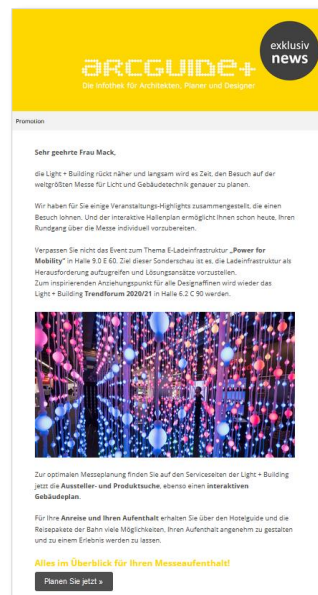 exklusiv
news
arcguide+
Die Infothek für Architekten, Planer und Designer
Promotion
Sehr geehrte Frau Mack,
die Light + Building rückt näher und langsam wird es Zeit, den Besuch auf der
weltgrößten Messe für Licht und Gebäudetechnik genauer zu planen.
Wir haben für Sie einige Veranstaltungs-Highlights zusammengestellt, die einen
Besuch lohnen. Und der interaktive Hallenplan ermöglicht Ihnen schon heute, Ihren
Rundgang über die Messe individuell vorzubereiten.
Verpassen Sie nicht das Event zum Thema E-Ladeinfrastruktur „Power for
Mobility" in Halle 9.0 E 60. Ziel dieser Sonderschau ist es, die Ladeinfrastruktur als
Herausforderung aufzugreifen und Lösungsansätze vorzustellen.
Zum inspirierenden Anziehungspunkt für alle Designaffinen wird wieder das
Light + Building Trendforum 2020/21 in Halle 6.2 C 90 werden.
Zur optimalen Messeplanung finden Sie auf den Serviceseiten der Light + Building
jetzt die Aussteller- und Produktsuche, ebenso einen interaktiven
Gebäudeplan.
Für Ihre Anreise und Ihren Aufenthalt erhalten Sie über den Hotelguide und die
Reisepakete der Bahn viele Möglichkeiten, Ihren Aufenthalt angenehm zu gestalten
und zu einem Erlebnis werden zu lassen.
Alles im Überblick für Ihren Messeaufenthalt!
Planen Sie jetzt »